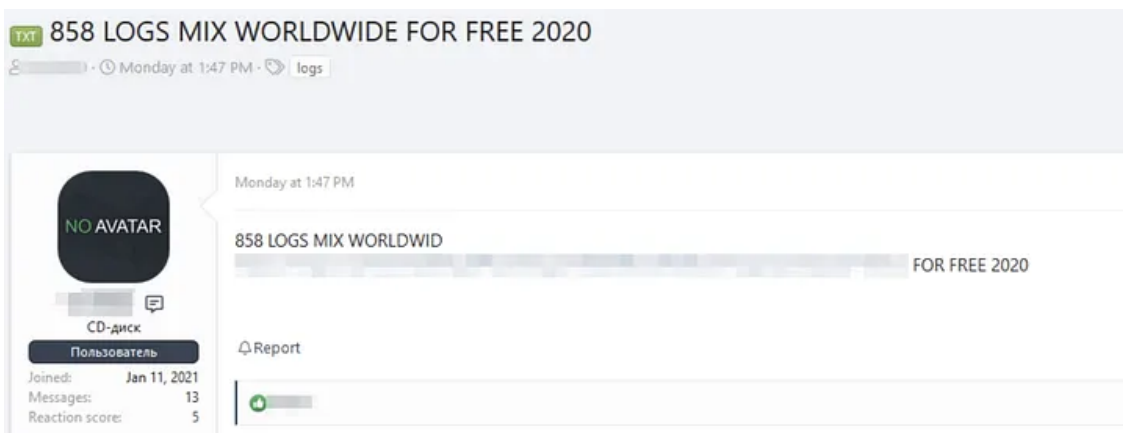 TXT 858 LOGS MIX WORLDWIDE FOR FREE 2020
· Monday at 1:47 PM · logs
Monday at 1:47 PM
NO AVATAR
858 LOGS MIX WORLDWID
FOR FREE 2020
CD-диск
Пользователь
Report
Joined: Jan 11, 2021
Messages: 13
Reaction score: 5